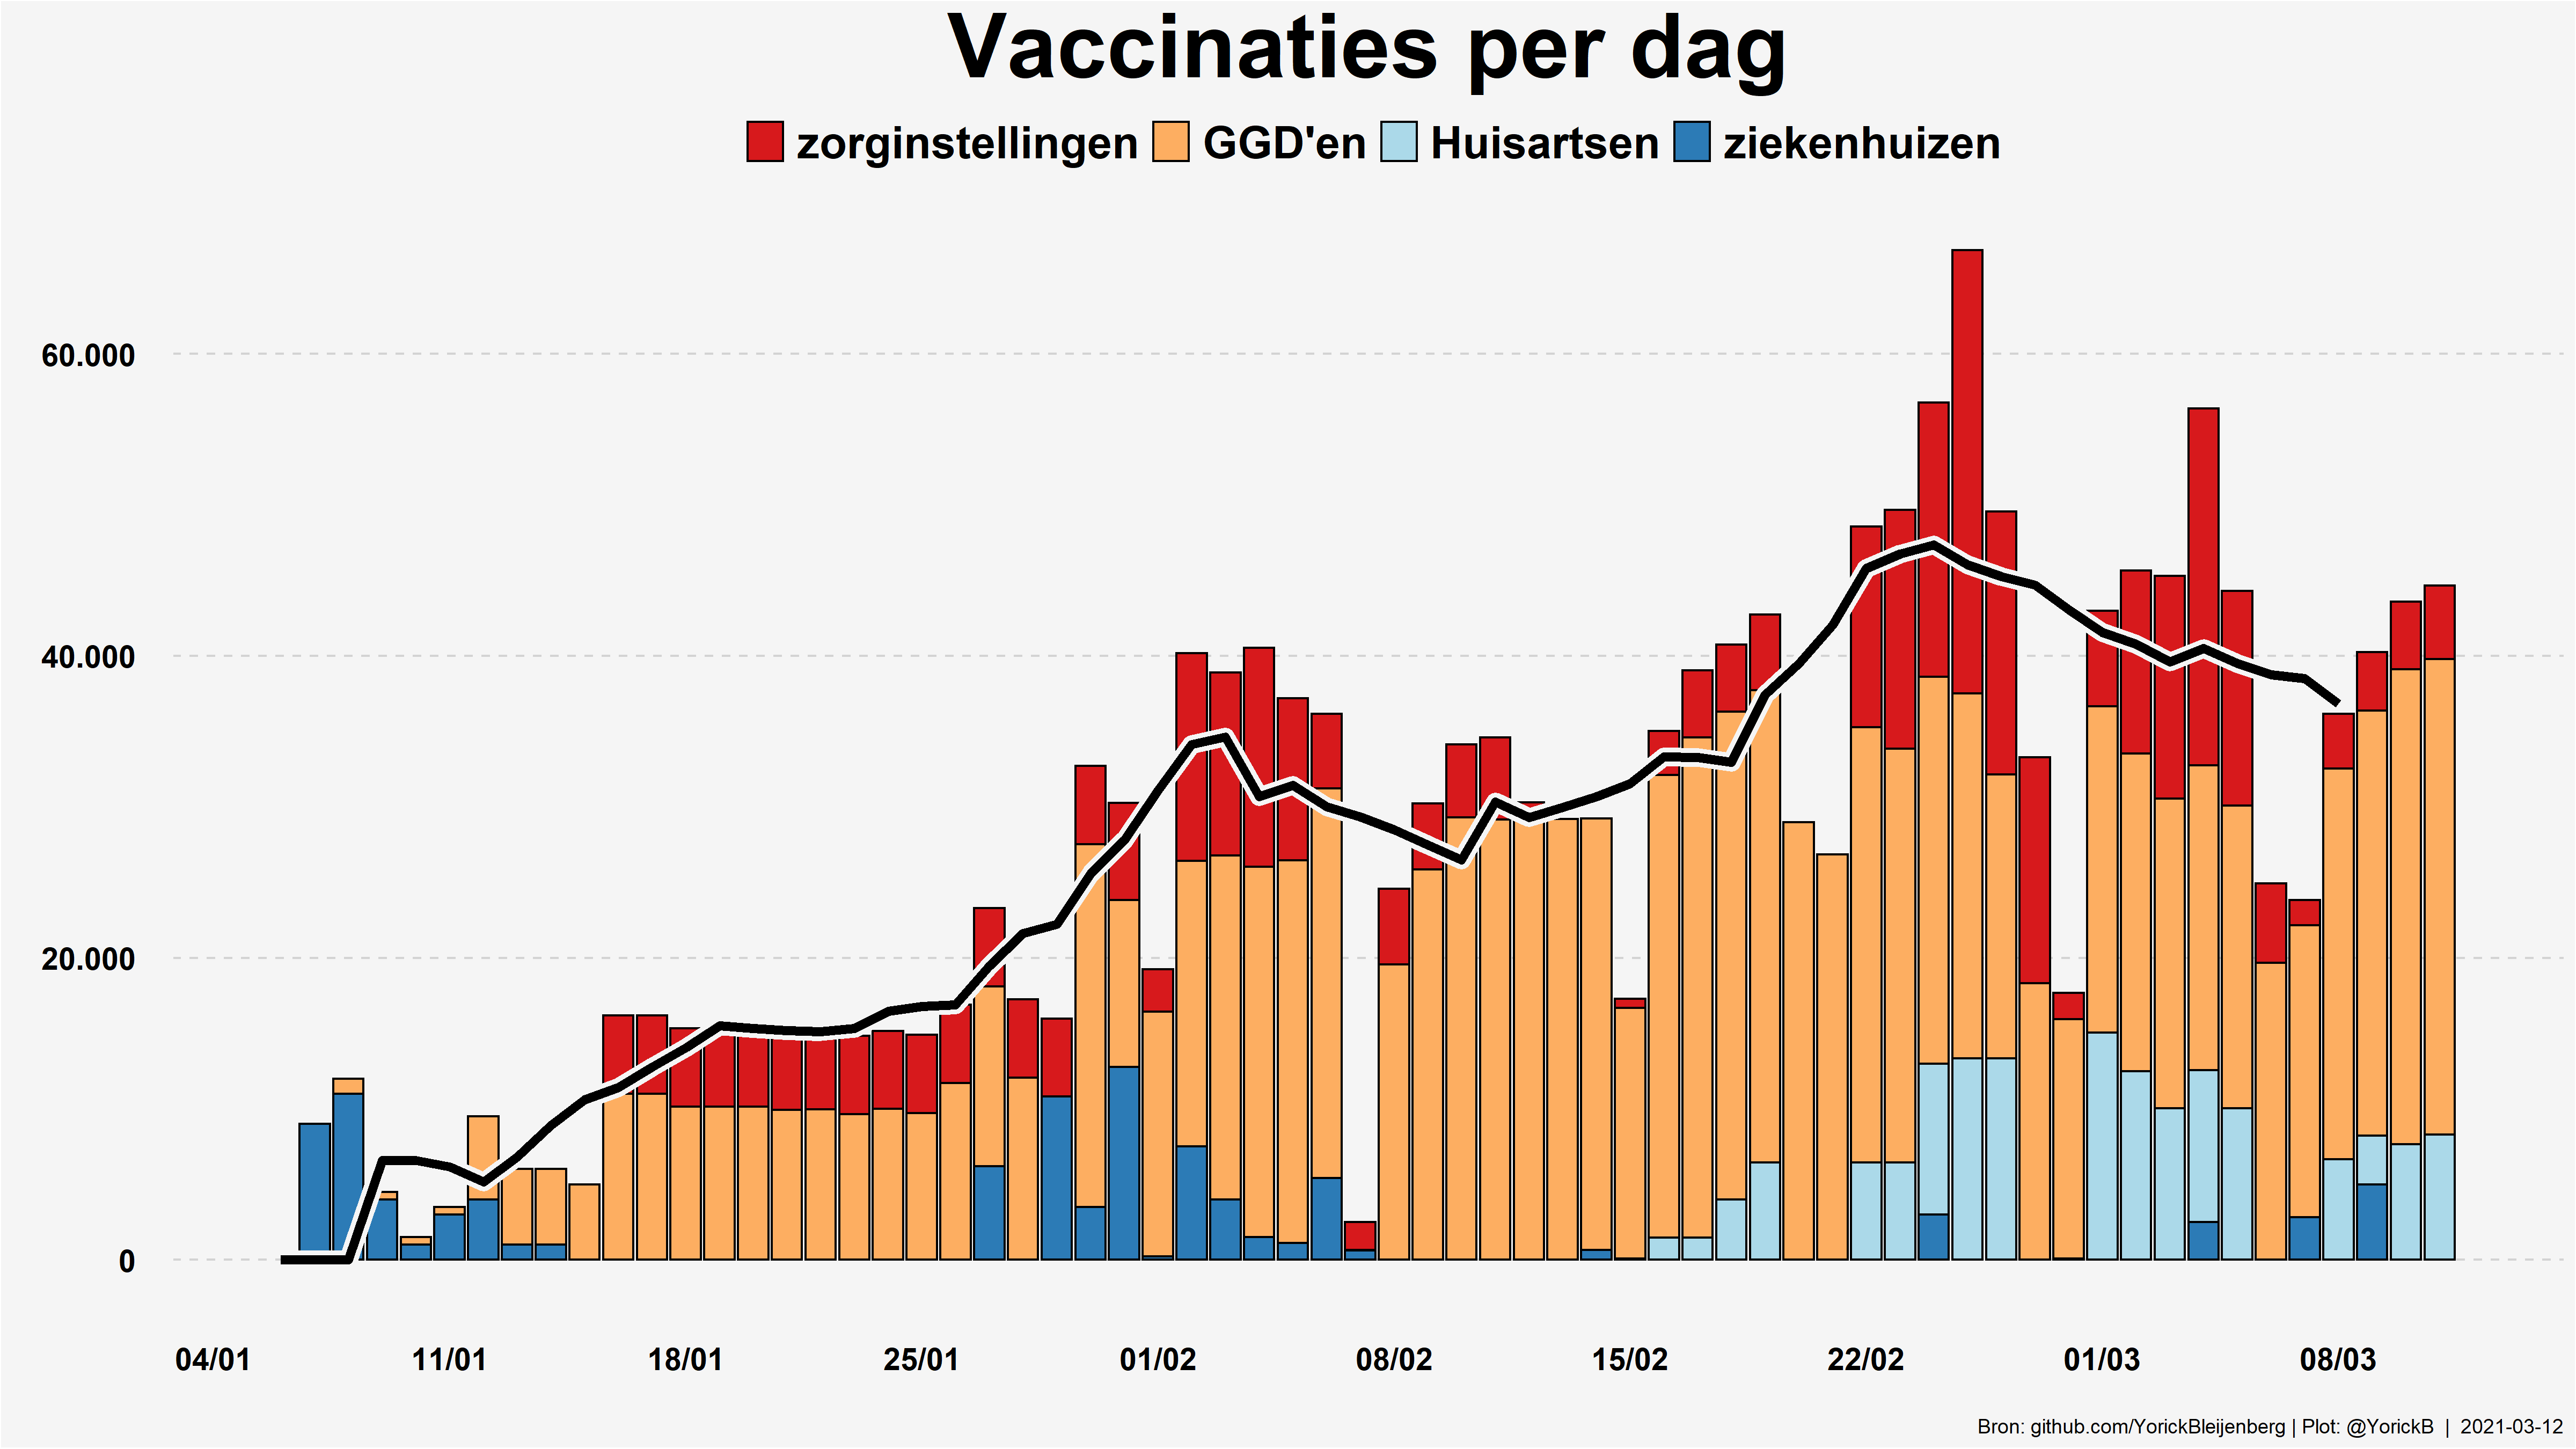 Vaccinaties per dag
zorginstellingen GGD'en Huisartsen ziekenhuizen
60.000
40.000
20.000
0
04/01 11/01 18/01 25/01 01/02 08/02 15/02 22/02 01/03 08/03
Bron: github.com/YorickBleijenberg | Plot: @YorickB | 2021-03-12